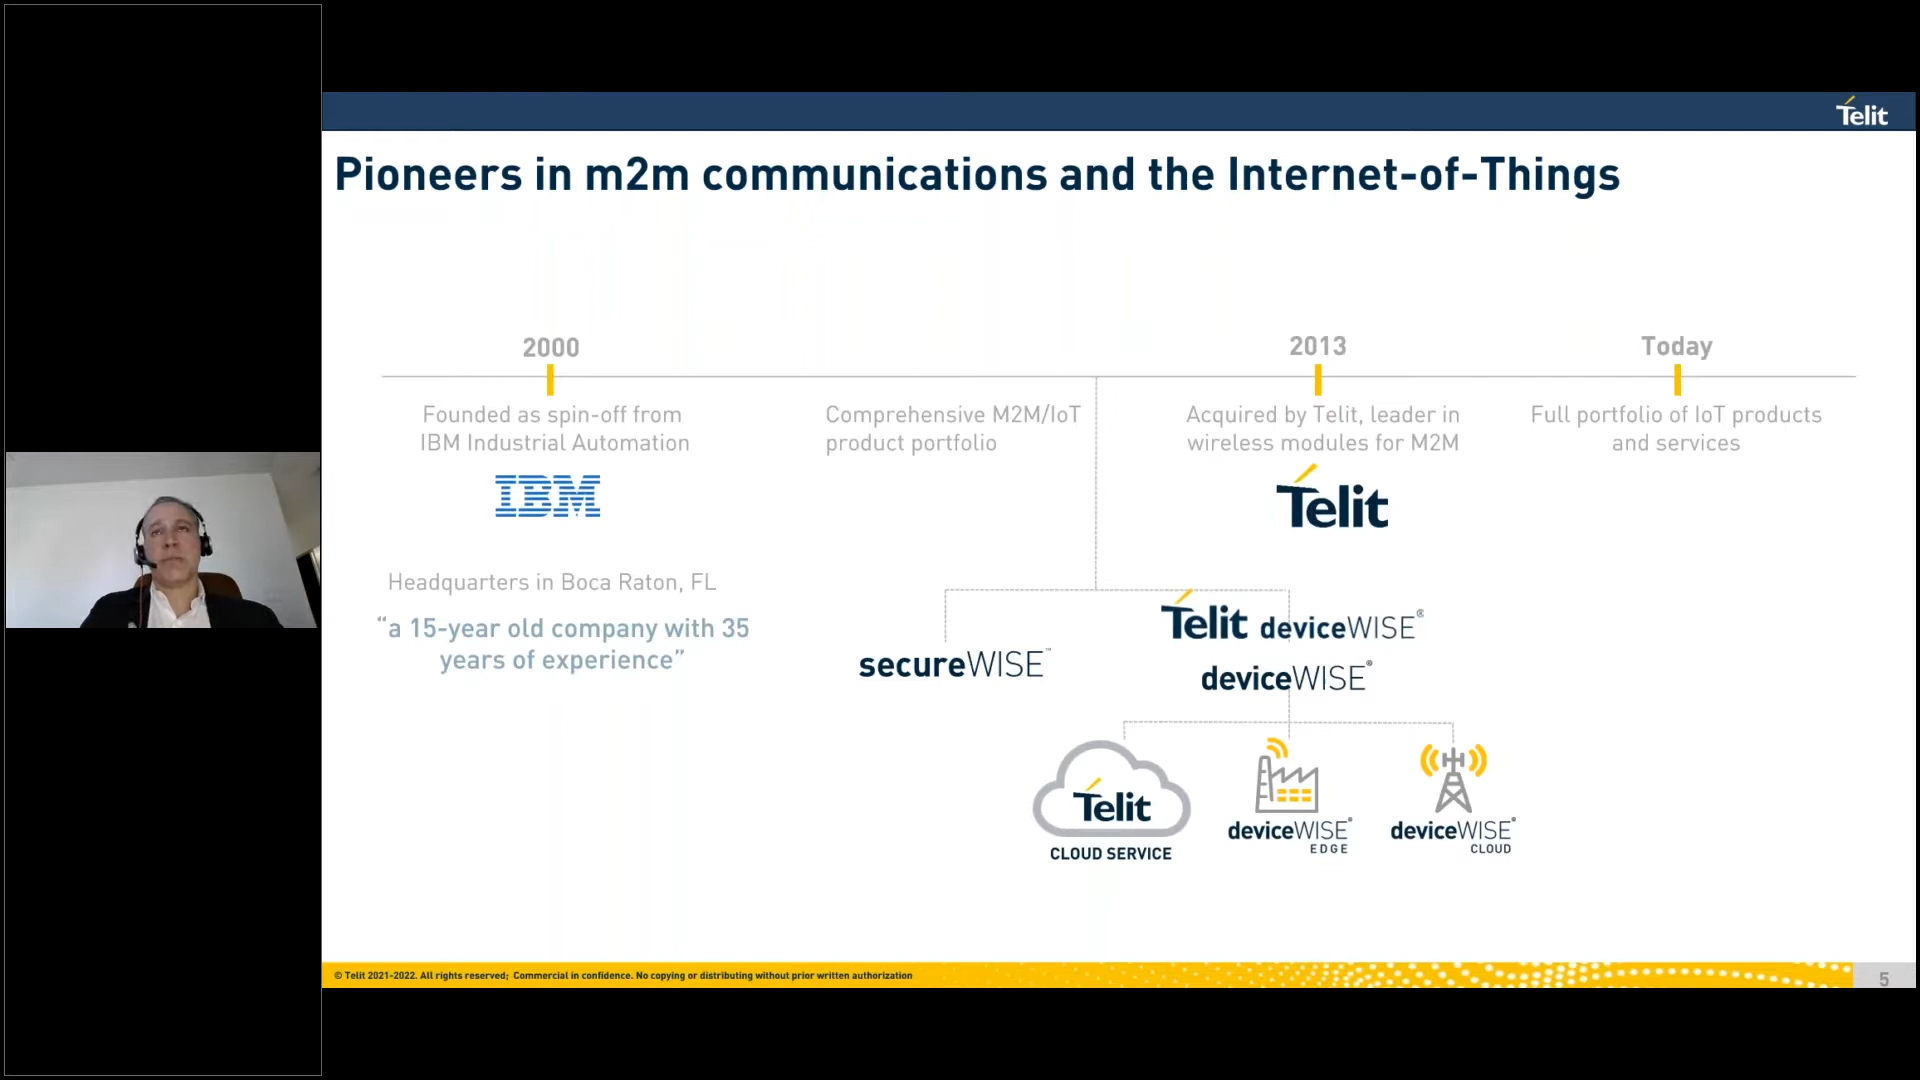 Telit
Pioneers in m2m communications and the Internet-of-Things
2000
2013
Today
Founded as spin-off from
IBM Industrial Automation
IBM
Headquarters in Boca Raton, FL
“a 15-year old company with 35
years of experience”
Comprehensive M2M/IoT
product portfolio
Acquired by Telit, leader in
wireless modules for M2M
Telit
Full portfolio of IoT products
and services
secureWISE™
Telit deviceWISE®
deviceWISE®
Telit
CLOUD SERVICE
deviceWISE®
EDGE
deviceWISE®
CLOUD
© Telit 2021-2022. All rights reserved; Commercial in confidence. No copying or distributing without prior written authorization
5